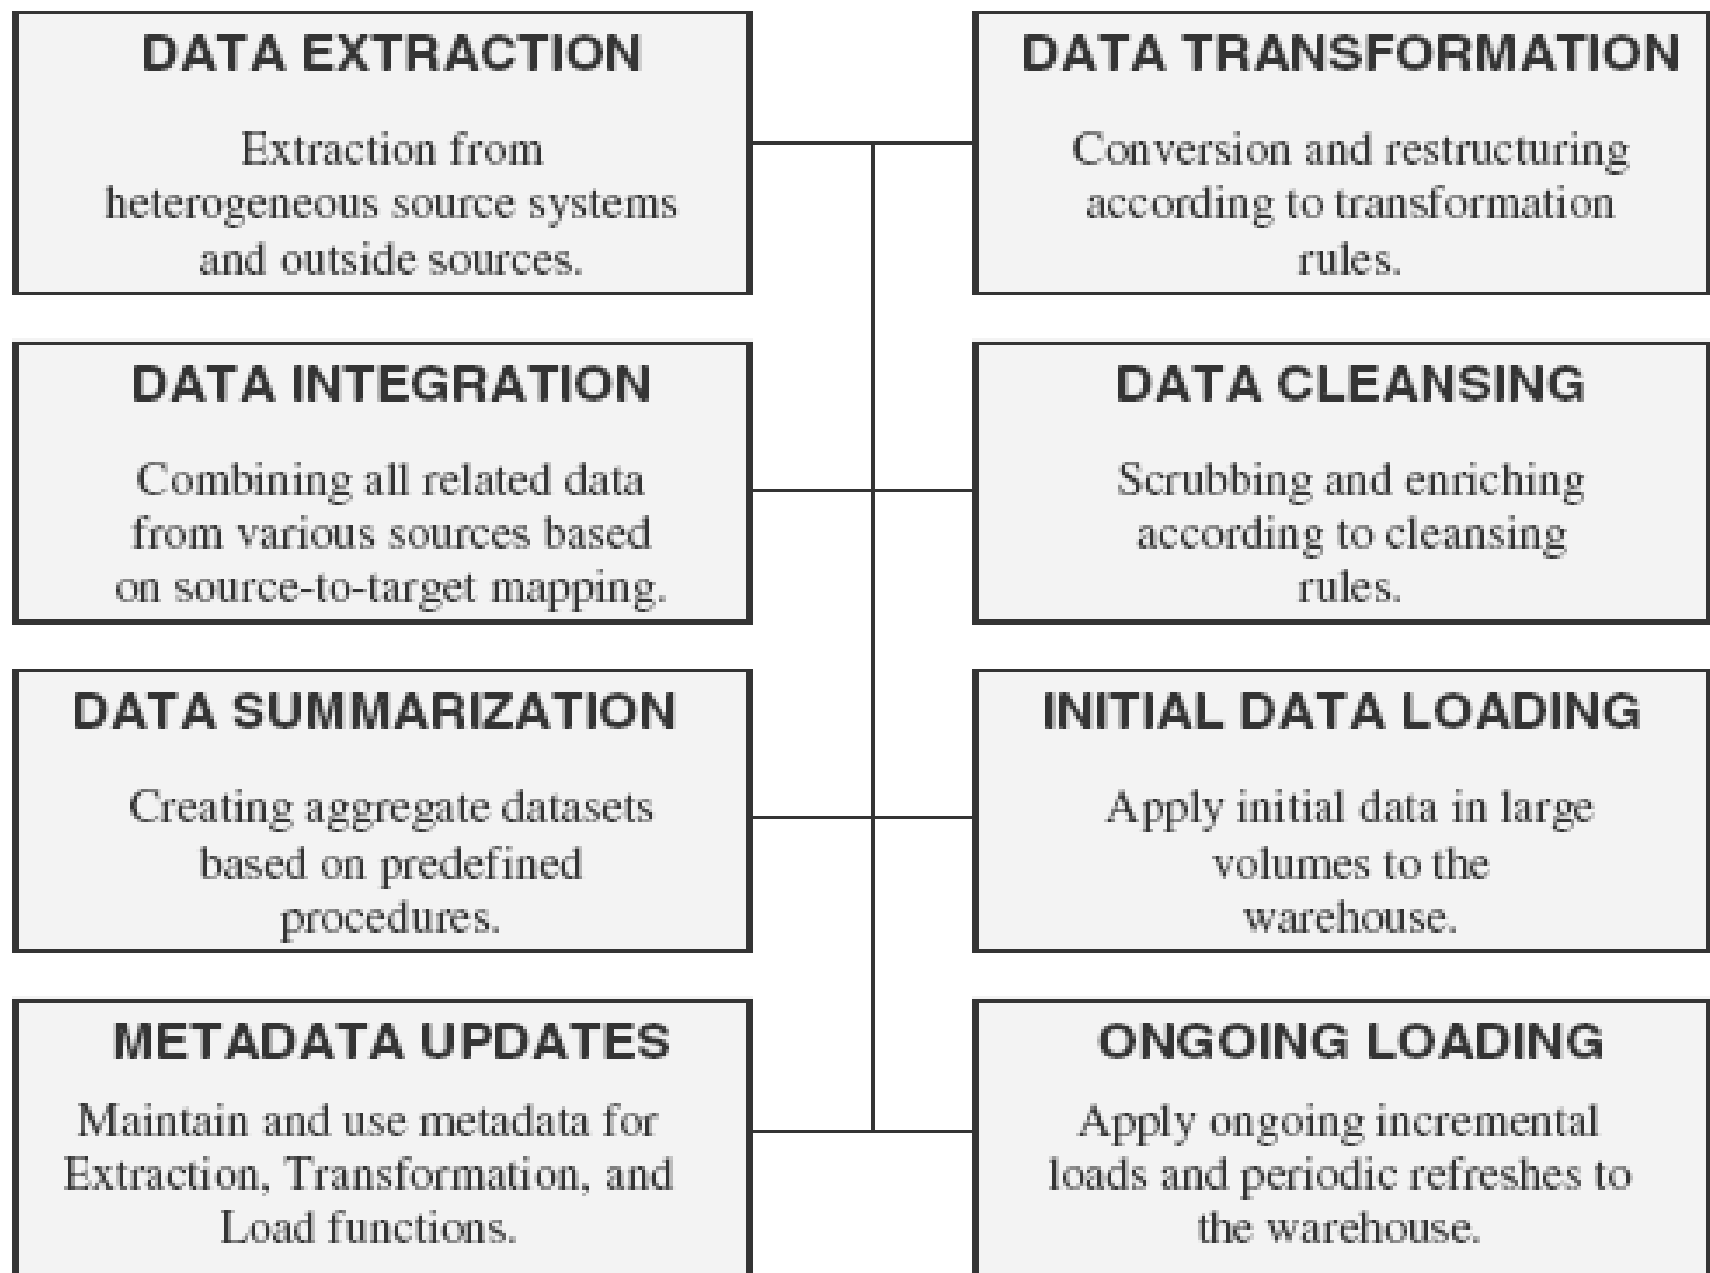 DATA EXTRACTION
Extraction from
heterogeneous source systems
and outside sources.
DATA TRANSFORMATION
Conversion and restructuring
according to transformation
rules.
DATA INTEGRATION
Combining all related data
from various sources based
on source-to-target mapping.
DATA CLEANSING
Scrubbing and enriching
according to cleansing
rules.
DATA SUMMARIZATION
Creating aggregate datasets
based on predefined
procedures.
INITIAL DATA LOADING
Apply initial data in large
volumes to the
warehouse.
METADATA UPDATES
Maintain and use metadata for
Extraction, Transformation, and
Load functions.
ONGOING LOADING
Apply ongoing incremental
loads and periodic refreshes to
the warehouse.